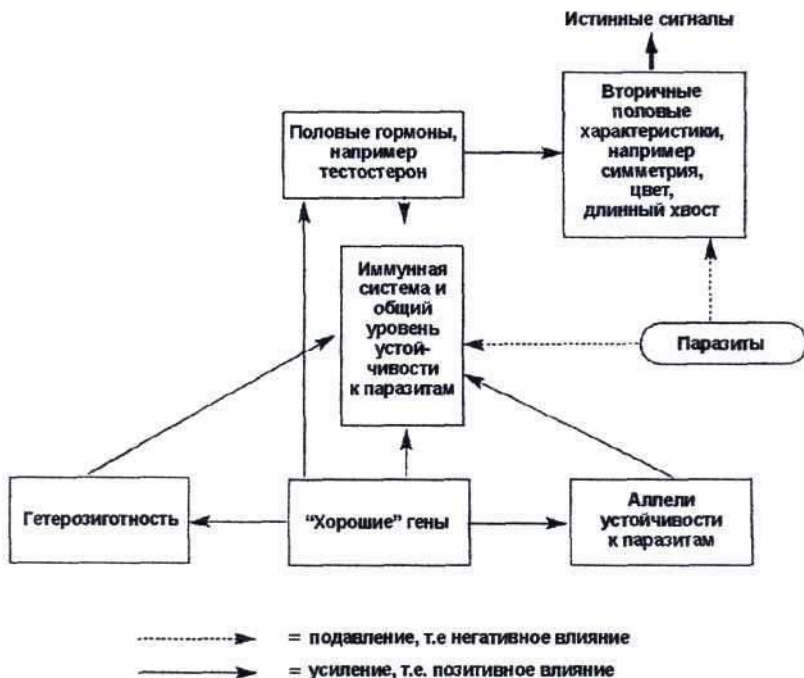 Истинные сигналы
Вторичные
половые
характеристики,
например
симметрия,
цвет,
длинный хвост
Половые гормоны,
например
тестостерон
Иммунная
система и
общий
уровень
устой-
чивости
к паразитам
Паразиты
Гетерозиготность
“Хорошие” гены
Аллели
устойчивости
к паразитам
= подавление, т.е негативное влияние
= усиление, т.е. позитивное влияние